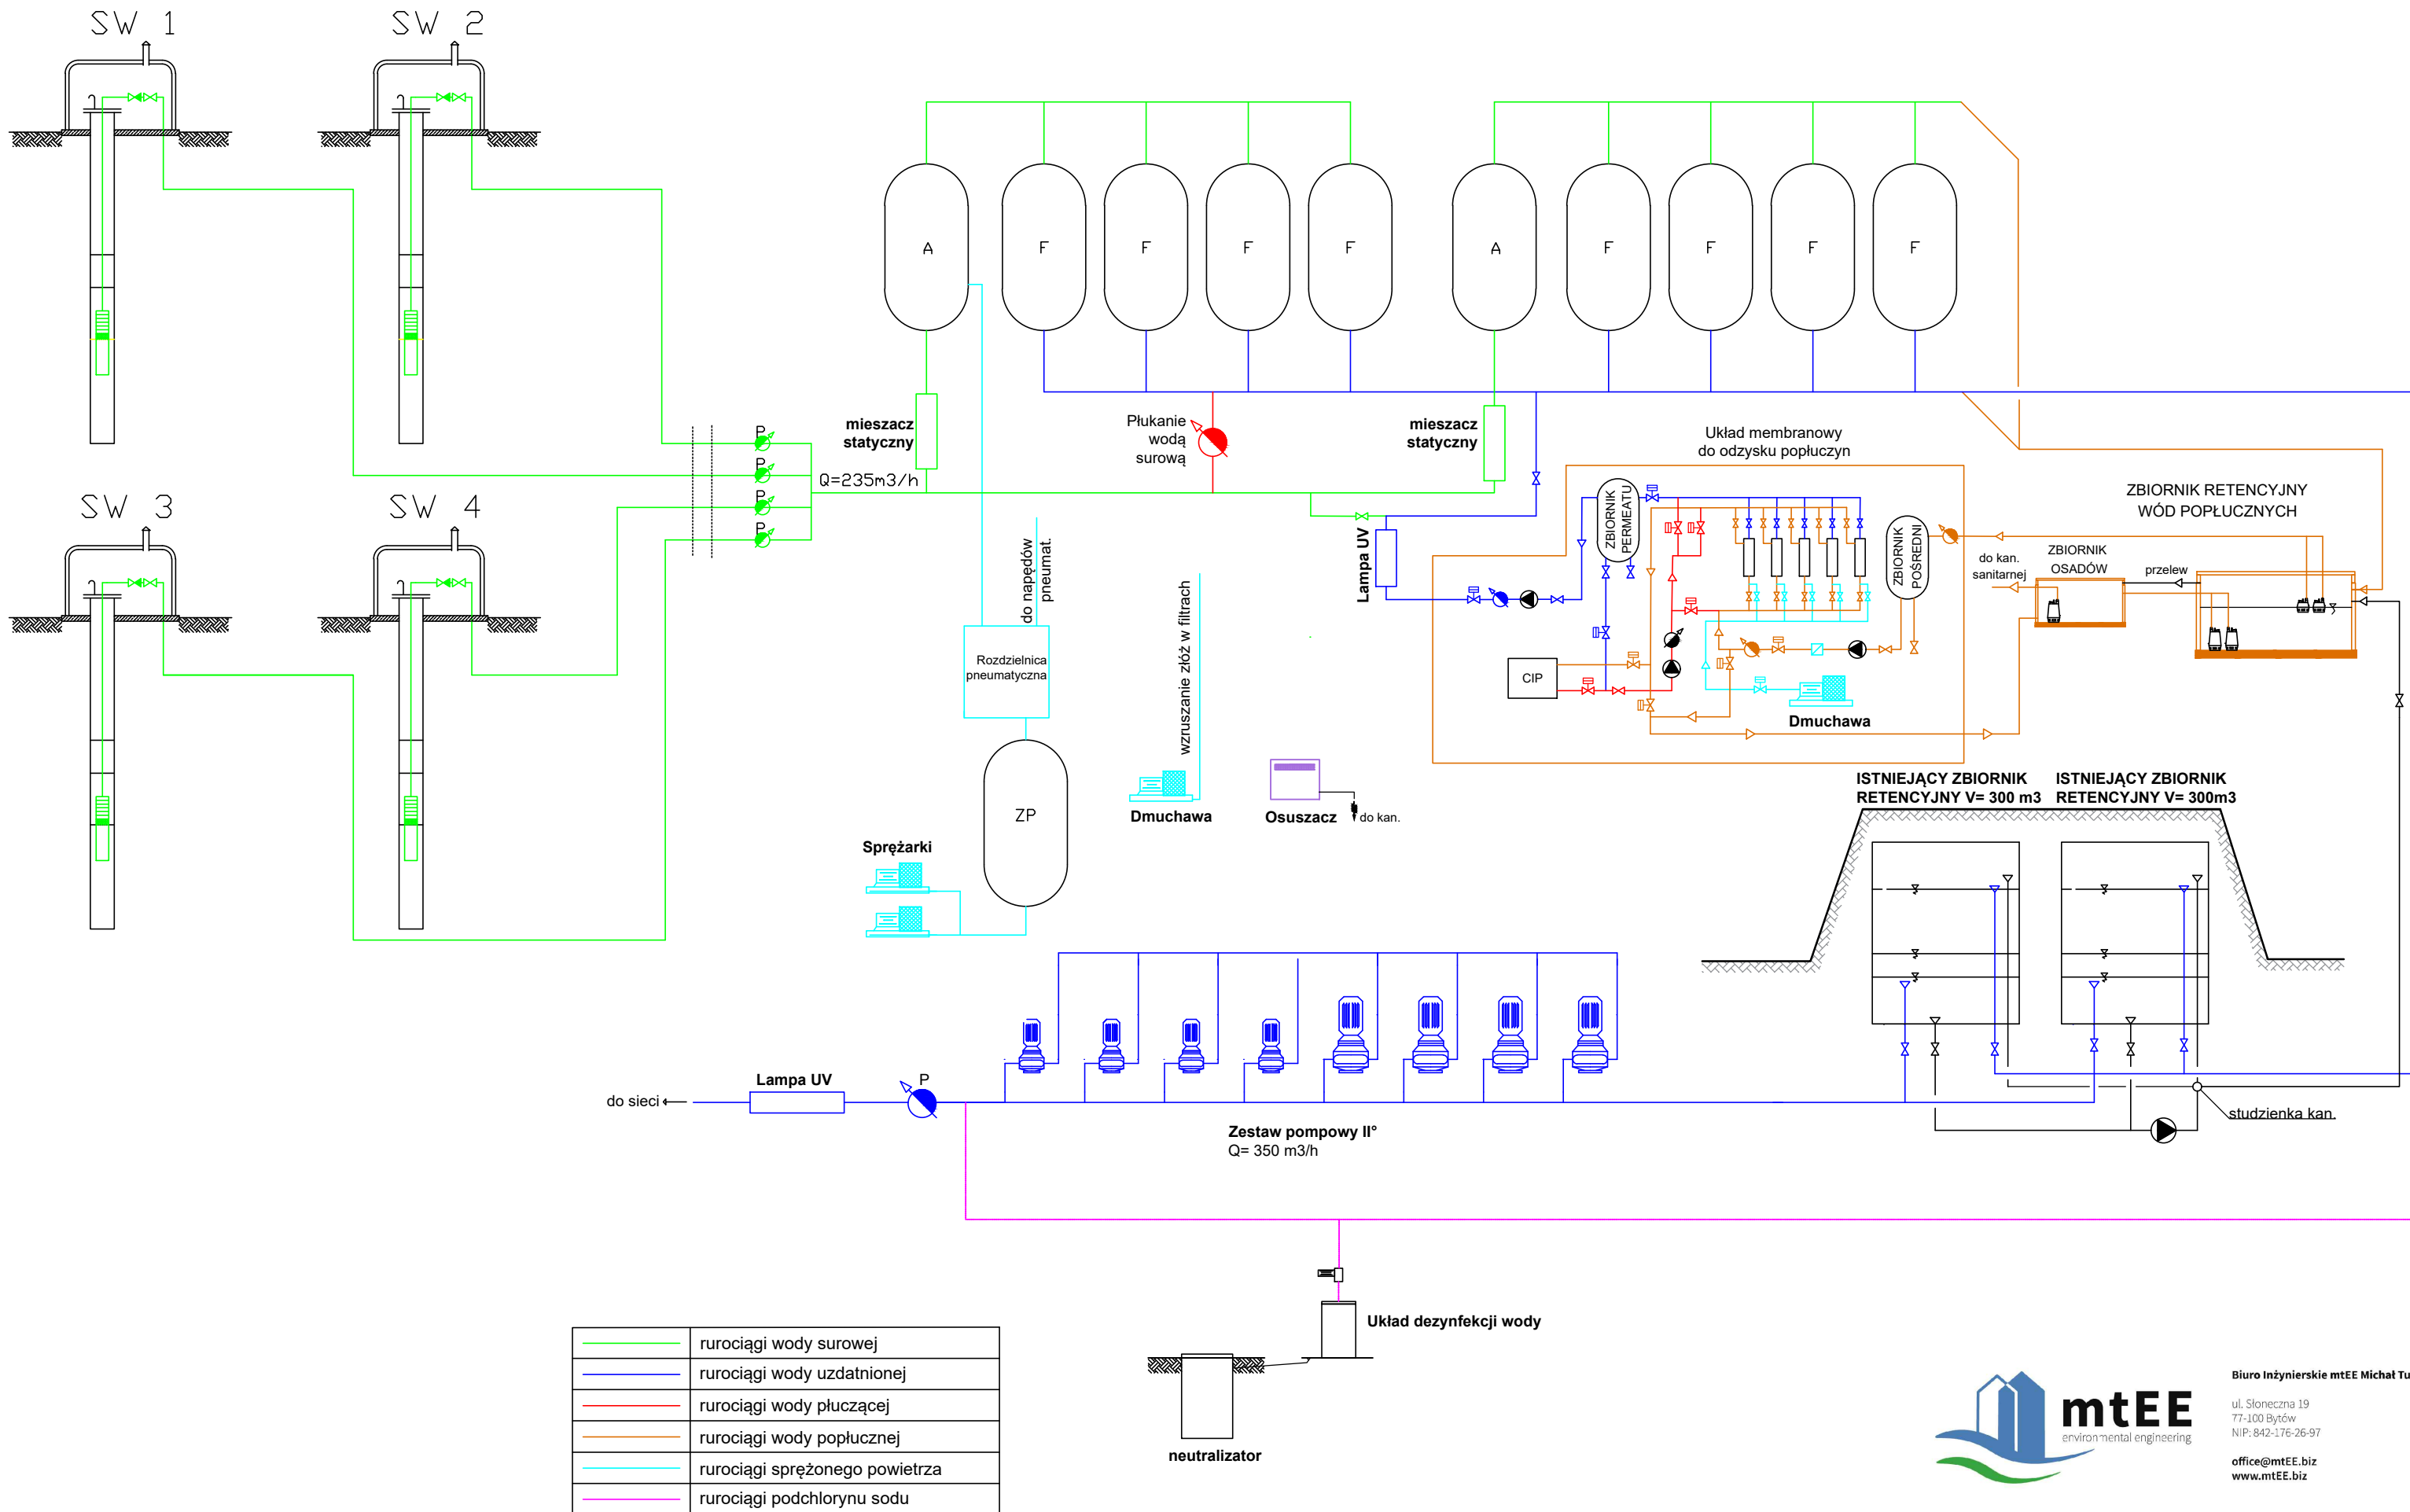 SW 1
SW 2
A
F
F
F
F
A
F
F
F
F
P
P
P
P
Q=235m3/h
mieszacz
statyczny
Płukanie
wodą
surową
mieszacz
statyczny
Układ membranowy
do odzysku popłuczyn
SW 3
SW 4
Lampa UV
ZBIORNIK
PERMEATU
ZBIORNIK
POŚREDNI
ZBIORNIK RETENCYJNY
WÓD POPŁUCZNYCH
do kan.
sanitarnej
ZBIORNIK
OSADÓW
przelew
do napędów
pneumat.
wzruszanie złóż w filtrach
Rozdzielnica
pneumatyczna
CIP
Dmuchawa
ZP
Sprężarki
Dmuchawa
Osuszacz
do kan.
ISTNIEJĄCY ZBIORNIK
RETENCYJNY V= 300 m3
ISTNIEJĄCY ZBIORNIK
RETENCYJNY V= 300m3
do sieci
Lampa UV
P
Zestaw pompowy II°
Q= 350 m3/h
studzienka kan.
Układ dezynfekcji wody
neutralizator
rurociągi wody surowej
rurociągi wody uzdatnionej
rurociągi wody płuczącej
rurociągi wody popłucznej
rurociągi sprężonego powietrza
rurociągi podchlorynu sodu
mtEE
environmental engineering
Biuro Inżynierskie mtEE Michał Tu
ul. Słoneczna 19
77-100 Bytów
NIP: 842-176-26-97
office@mtEE.biz
www.mtEE.biz